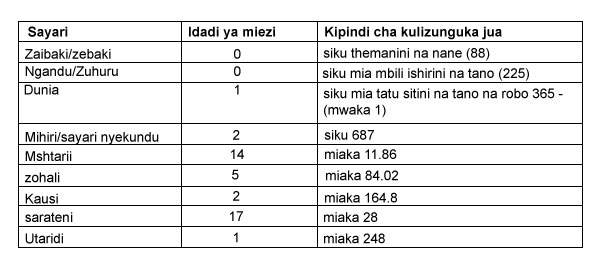 Sayari Idadi ya miezi Kipindi cha kulizunguka jua
Zaibaki/zebaki 0 siku themanini na nane (88)
Ngandu/Zuhuru 0 siku mia mbili ishirini na tano (225)
Dunia 1 siku mia tatu sitini na tano na robo 365 -
(mwaka 1)
Mihiri/sayari nyekundu 2 siku 687
Mshtarii 14 miaka 11.86
zohali 5 miaka 84.02
Kausi 2 miaka 164.8
sarateni 17 miaka 28
Utaridi 1 miaka 248